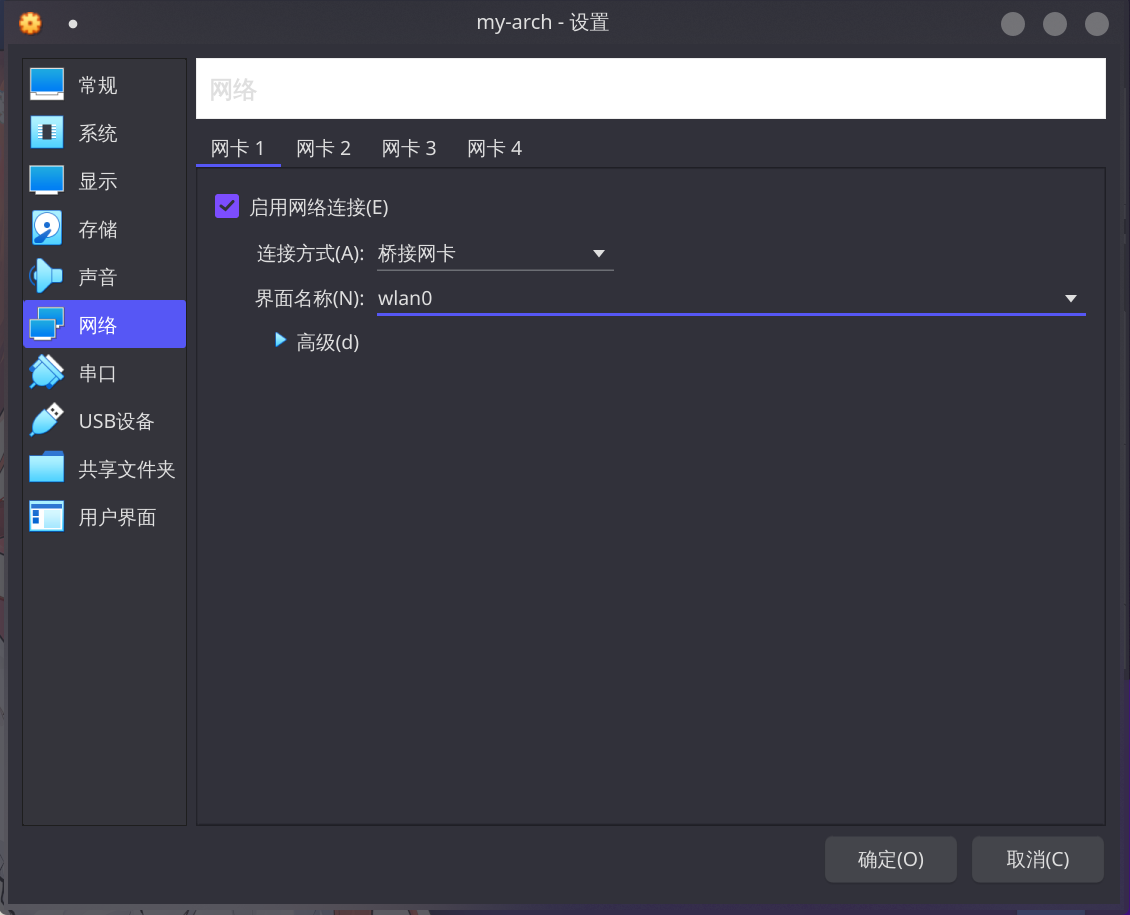 my-arch - 设置
常规
系统
显示
存储
声音
网络
串口
USB设备
共享文件夹
用户界面
网络
网卡 1 网卡 2 网卡 3 网卡 4
启用网络连接(E)
连接方式(A): 桥接网卡
界面名称(N): wlan0
高级(d)
确定(O) 取消(C)